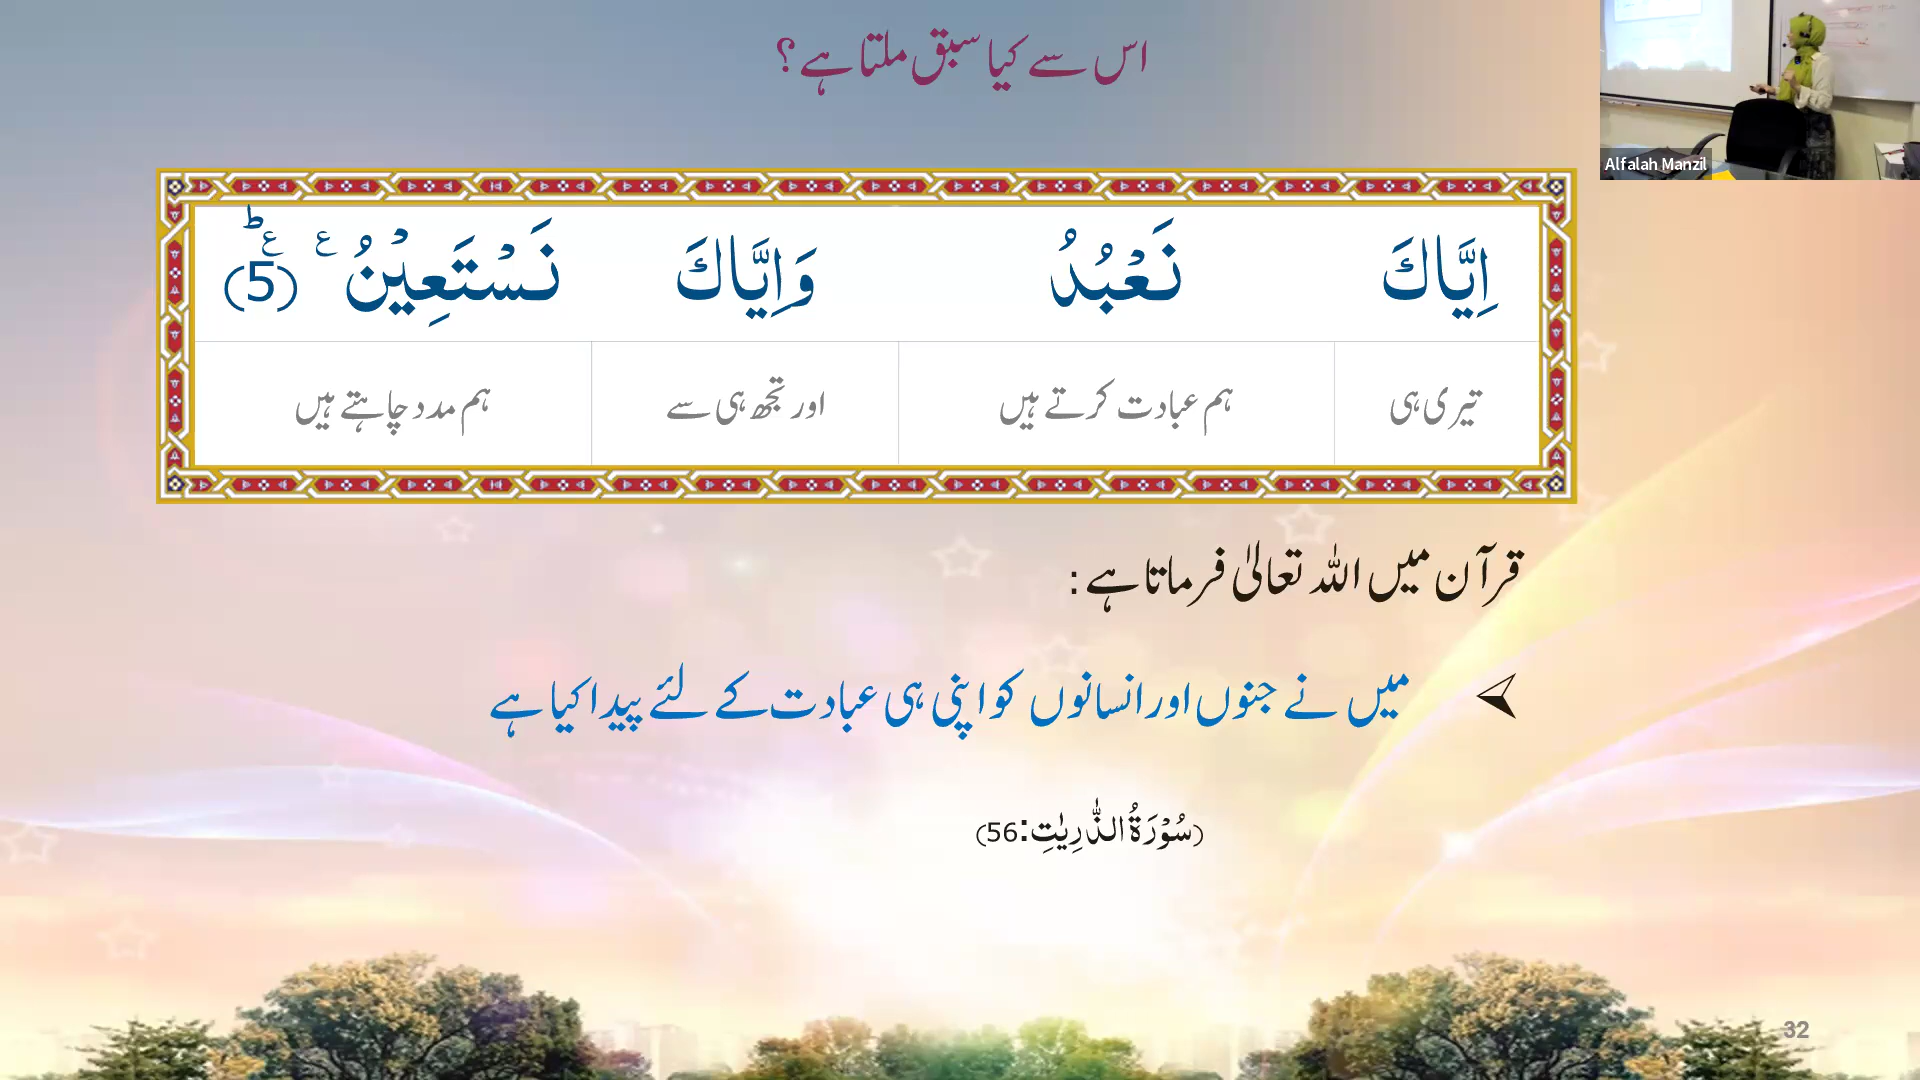 اس سے کیا سبق ملتا ہے؟
Alfalah Manzil
اِیَّاكَ نَعْبُدُ وَاِیَّاكَ نَسْتَعِیْنُ ؏ (5)ؕ
تیری ہی ہم عبادت کرتے ہیں اور تجھ ہی سے ہم مدد چاہتے ہیں
قرآن میں اللہ تعالیٰ فرماتا ہے:
میں نے جنوں اور انسانوں کو اپنی ہی عبادت کے لئے پیدا کیا ہے
(سُوْرَۃُ الذّٰرِیٰتِ:56)
32